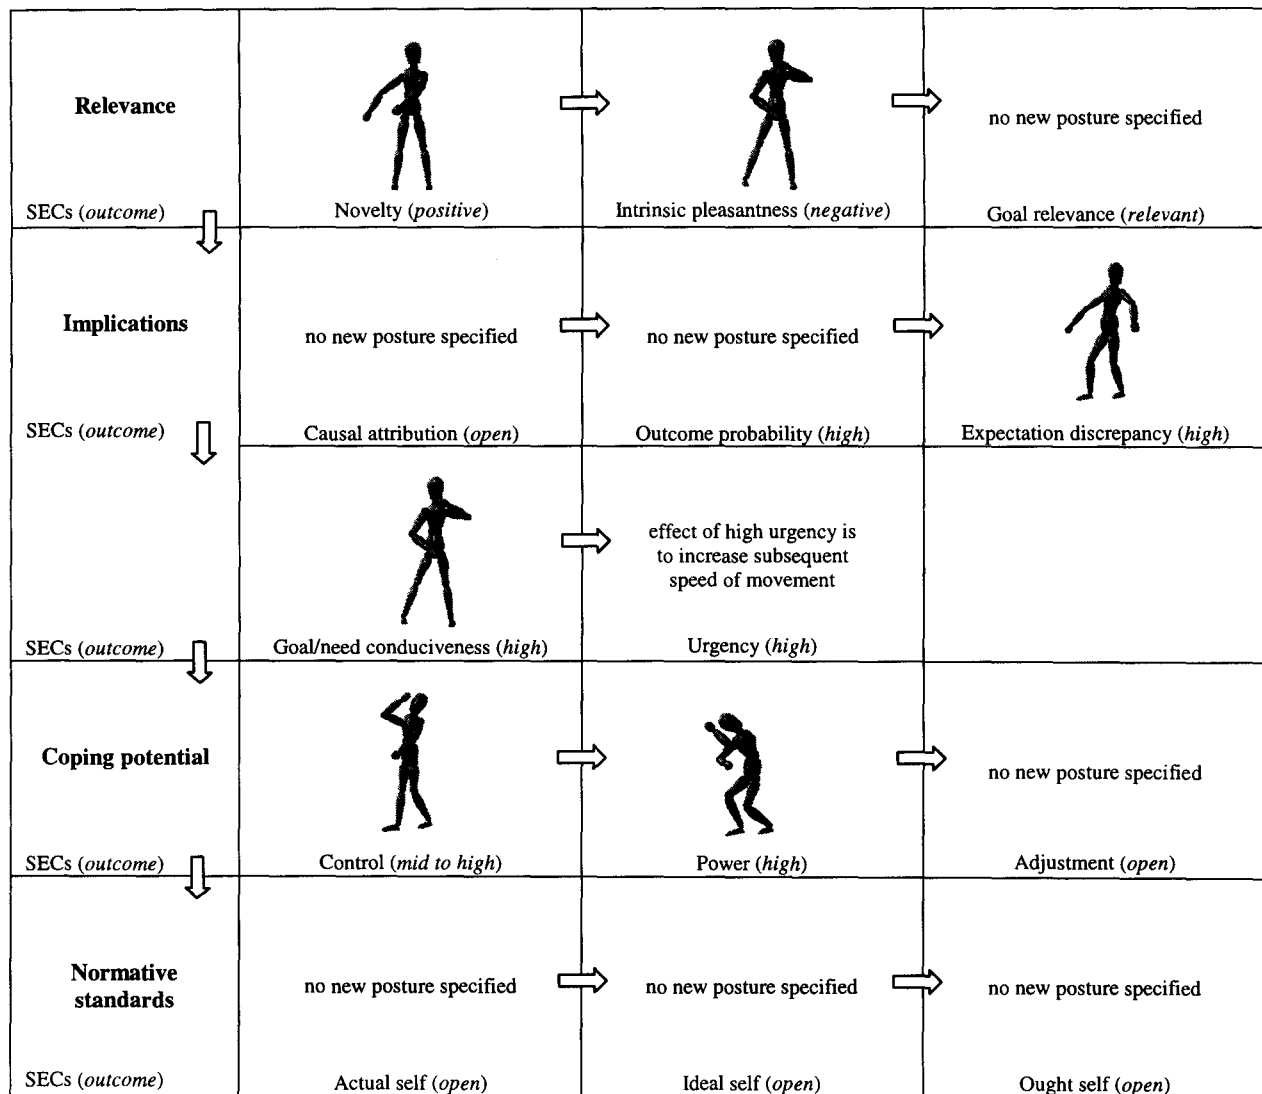 Relevance
no new posture specified
SECs (outcome)
Novelty (positive)
Intrinsic pleasantness (negative)
Goal relevance (relevant)
Implications
no new posture specified
no new posture specified
SECs (outcome)
Causal attribution (open)
Outcome probability (high)
Expectation discrepancy (high)
effect of high urgency is
to increase subsequent
speed of movement
SECs (outcome)
Goal/need conduciveness (high)
Urgency (high)
Coping potential
no new posture specified
SECs (outcome)
Control (mid to high)
Power (high)
Adjustment (open)
Normative
standards
no new posture specified
no new posture specified
no new posture specified
SECs (outcome)
Actual self (open)
Ideal self (open)
Ought self (open)